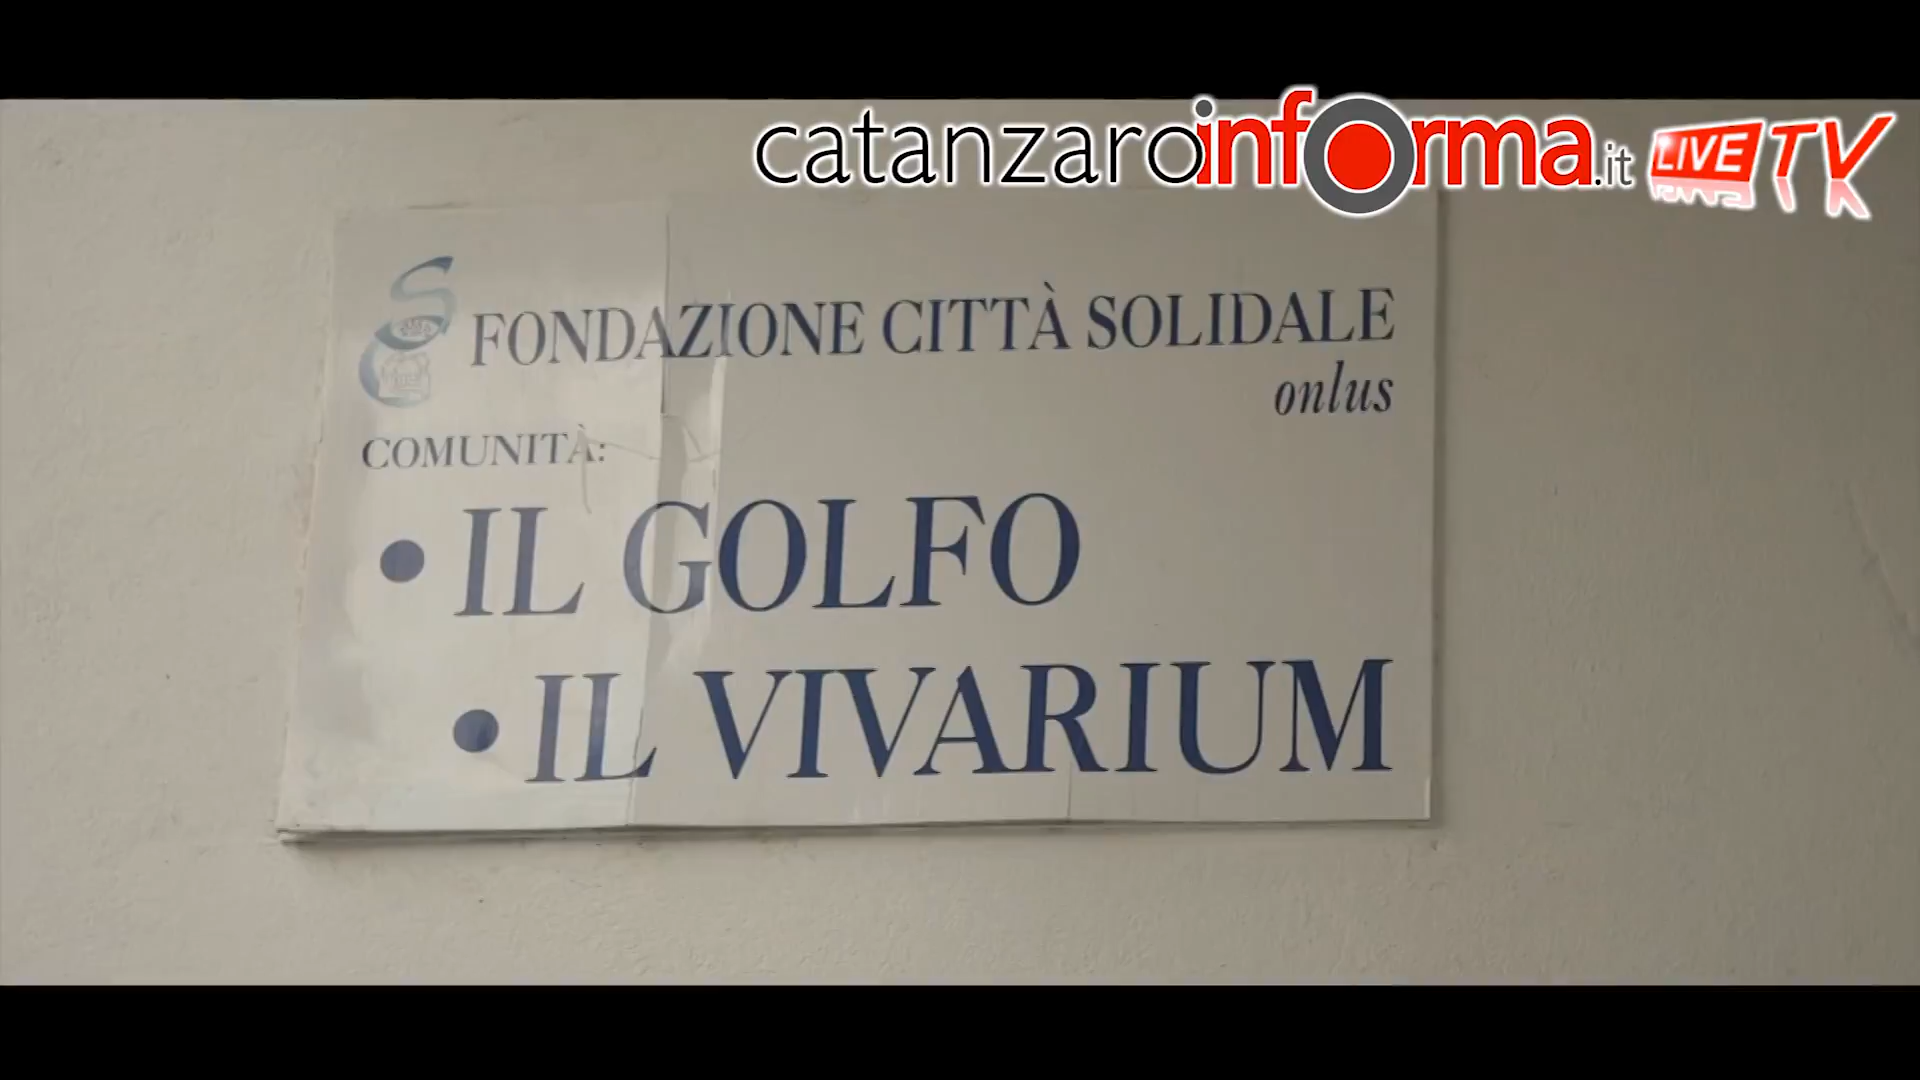 catanzaroinforma.it LIVE TV
FONDAZIONE CITTÀ SOLIDALE
onlus
COMUNITÀ:
• IL GOLFO
• IL VIVARIUM